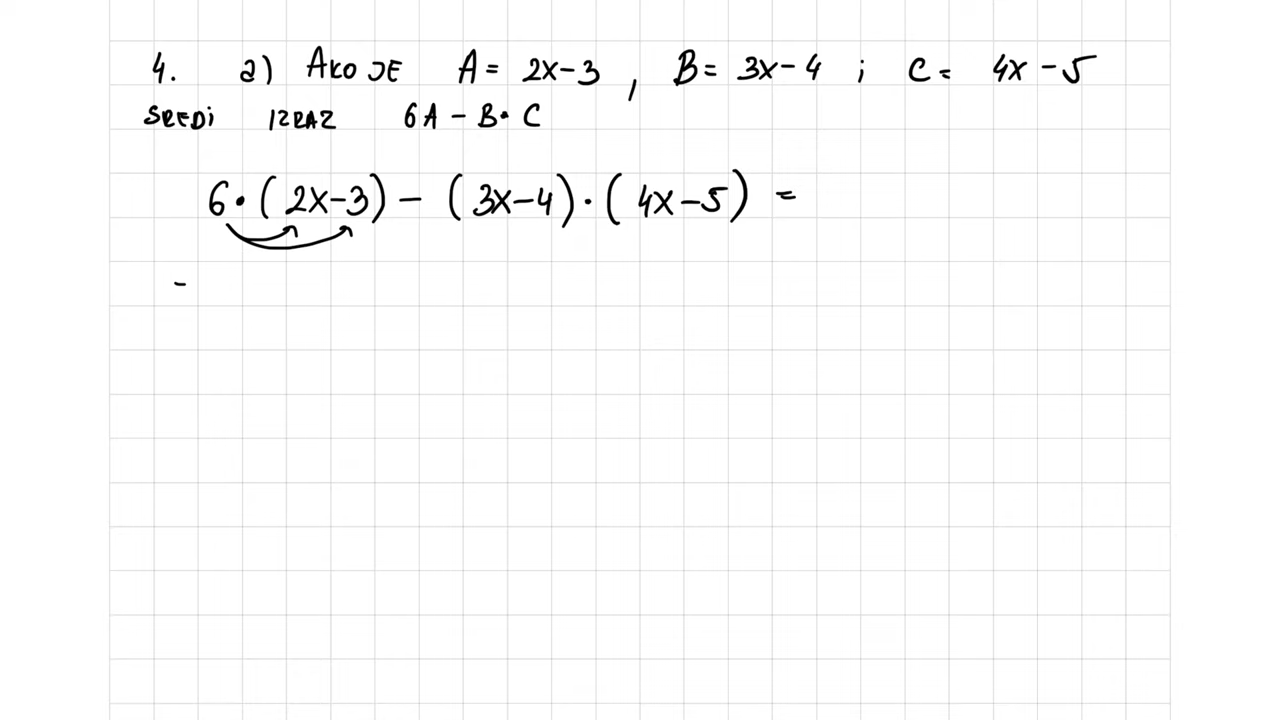 4. a) AKO JE A = 2x-3, B = 3x-4 i C = 4x-5
SREDi IZRAZ 6A - B·C
6·(2x-3) - (3x-4)·(4x-5) =
-